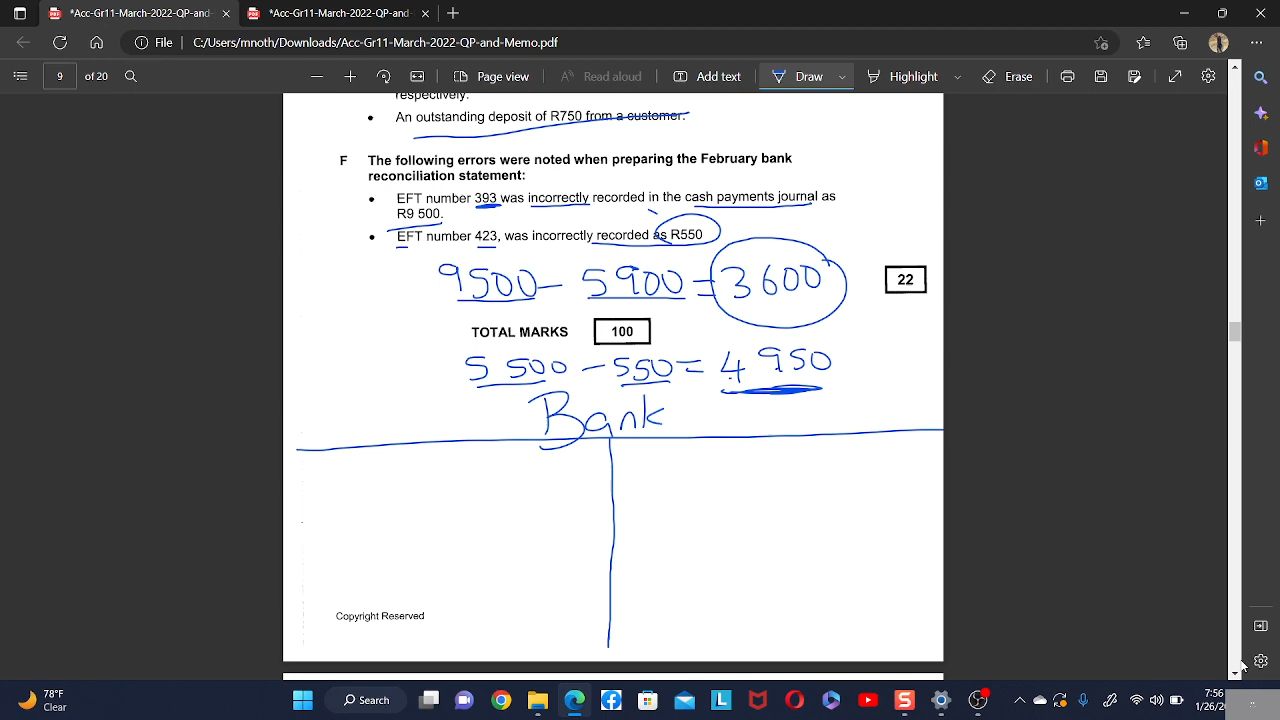 *Acc-Gr11-March-2022-QP-and-
*Acc-Gr11-March-2022-QP-and-
File
C:/Users/mnoth/Downloads/Acc-Gr11-March-2022-QP-and-Memo.pdf
9 of 20
Page view
Read aloud
Add text
Draw
Highlight
Erase
respectively.
• An outstanding deposit of R750 from a customer.
F The following errors were noted when preparing the February bank
reconciliation statement:
• EFT number 393 was incorrectly recorded in the cash payments journal as
R9 500.
• EFT number 423, was incorrectly recorded as R550
9500 - 5900 = 3600
22
TOTAL MARKS 100
5 500 - 550 = 4 950
Bank
Copyright Reserved
78°F
Clear
Search
7:56